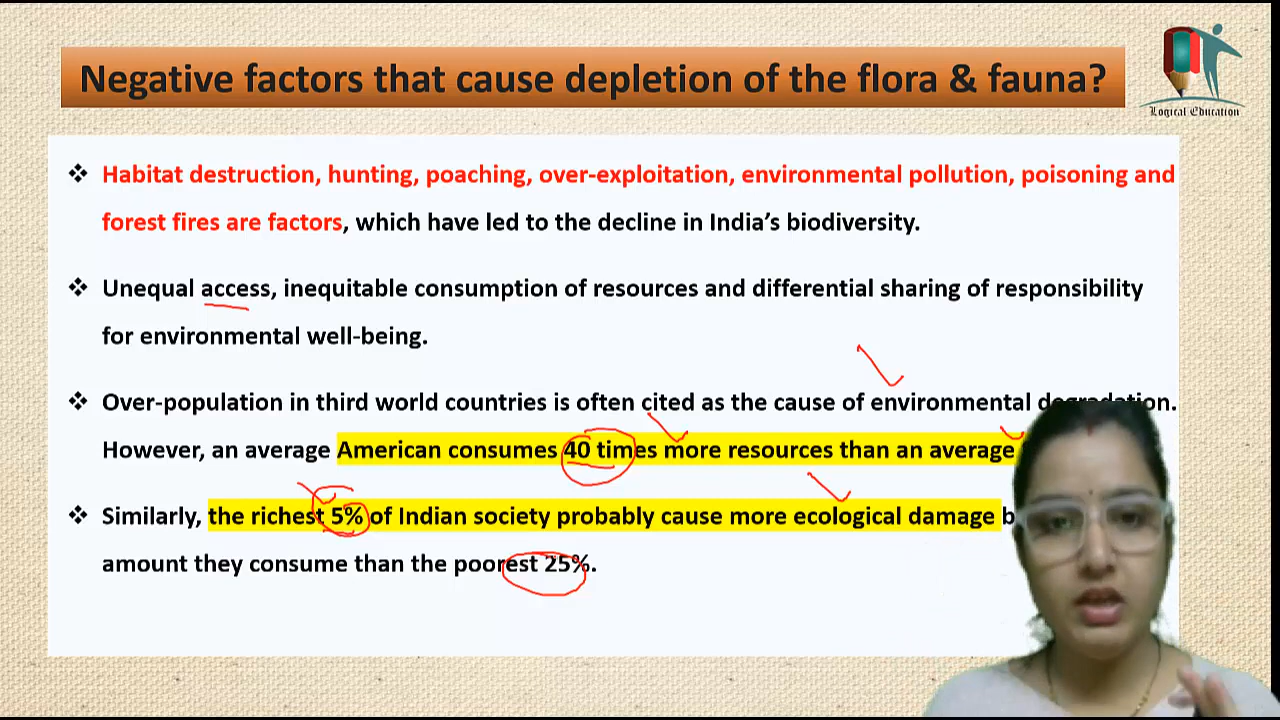 Negative factors that cause depletion of the flora & fauna?
Logical Education
❖ Habitat destruction, hunting, poaching, over-exploitation, environmental pollution, poisoning and
forest fires are factors, which have led to the decline in India’s biodiversity.
❖ Unequal access, inequitable consumption of resources and differential sharing of responsibility
for environmental well-being.
❖ Over-population in third world countries is often cited as the cause of environmental degradation.
However, an average American consumes 40 times more resources than an average
❖ Similarly, the richest 5% of Indian society probably cause more ecological damage
amount they consume than the poorest 25%.